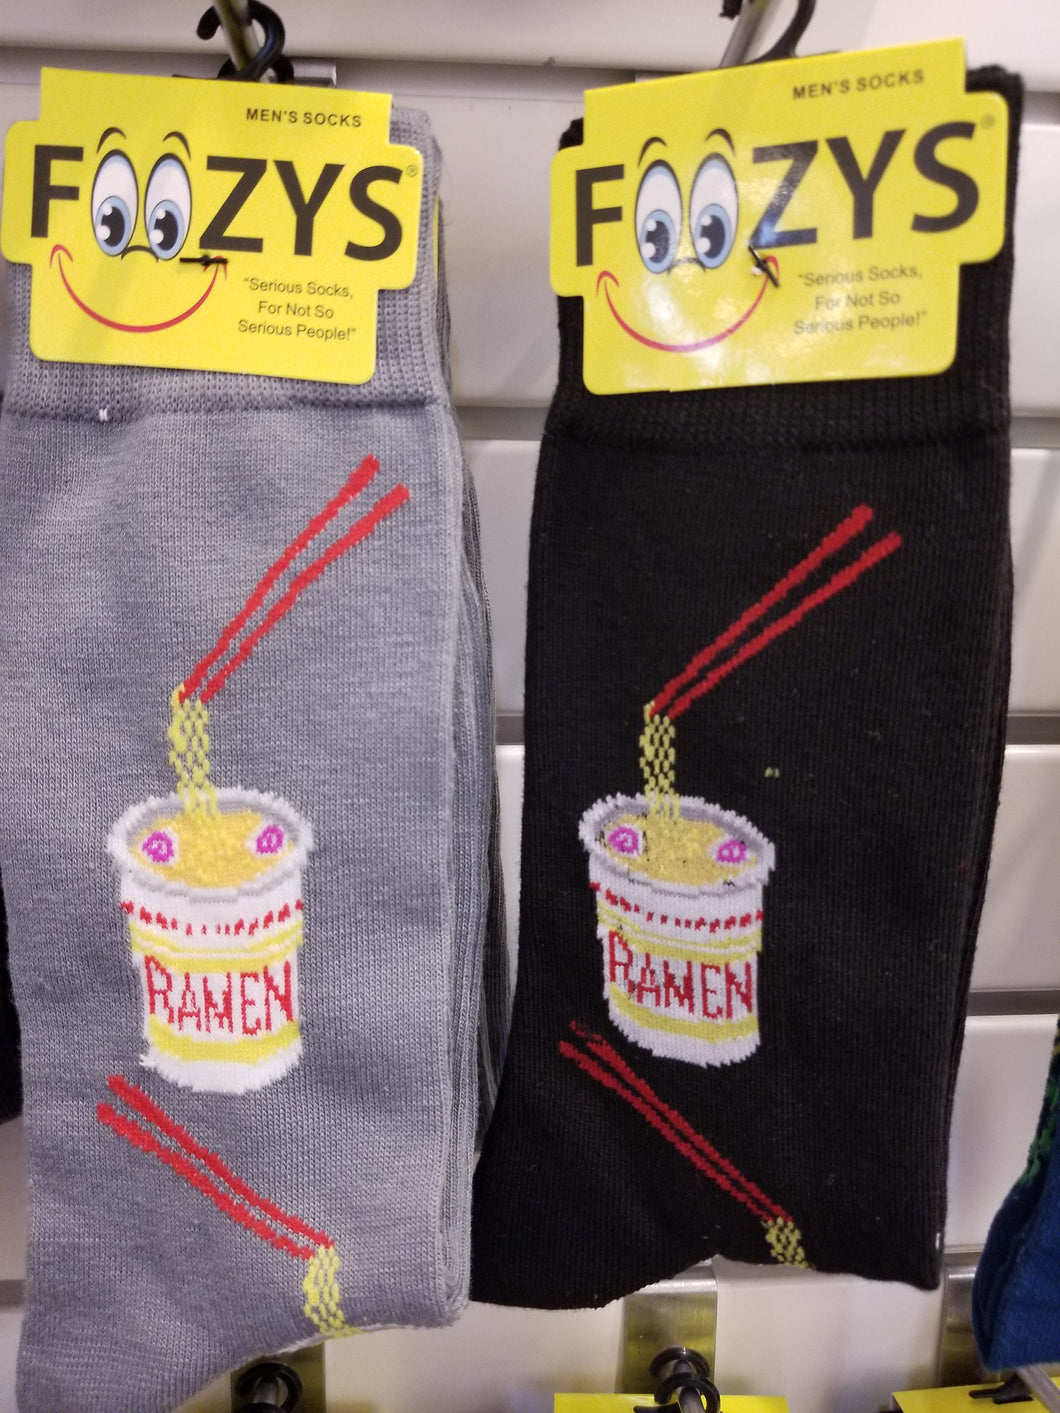 MEN'S SOCKS
FOOZYS®
"Serious Socks,
For Not So
Serious People!"
RAMEN
MEN'S SOCKS
FOOZYS®
"Serious Socks,
For Not So
Serious People!"
RAMEN